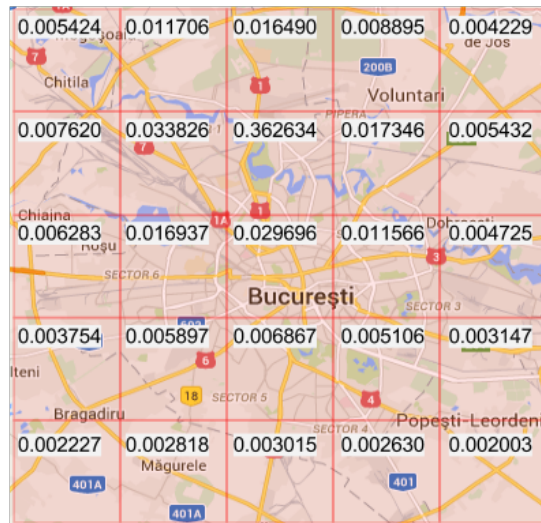 0.005424 0.011706 0.016490 0.008895 0.004229
1A
de Jos
7
200B
Chitila
1
Voluntari
0.007620 0.033826 0.362634 0.017346 0.005432
PIPERA
7
Chiajna
1A
1
0.006283 0.016937 0.029696 0.011566 0.004725
Roșu
3
SECTOR 6
București
SECTOR 3
0.003754 0.005897 0.006867 0.005106 0.003147
6
lteni
18
SECTOR 5
4
Bragadiru
Popești-Leordeni
SECTOR 4
0.002227 0.002818 0.003015 0.002630 0.002003
Măgurele
401A
401
401A